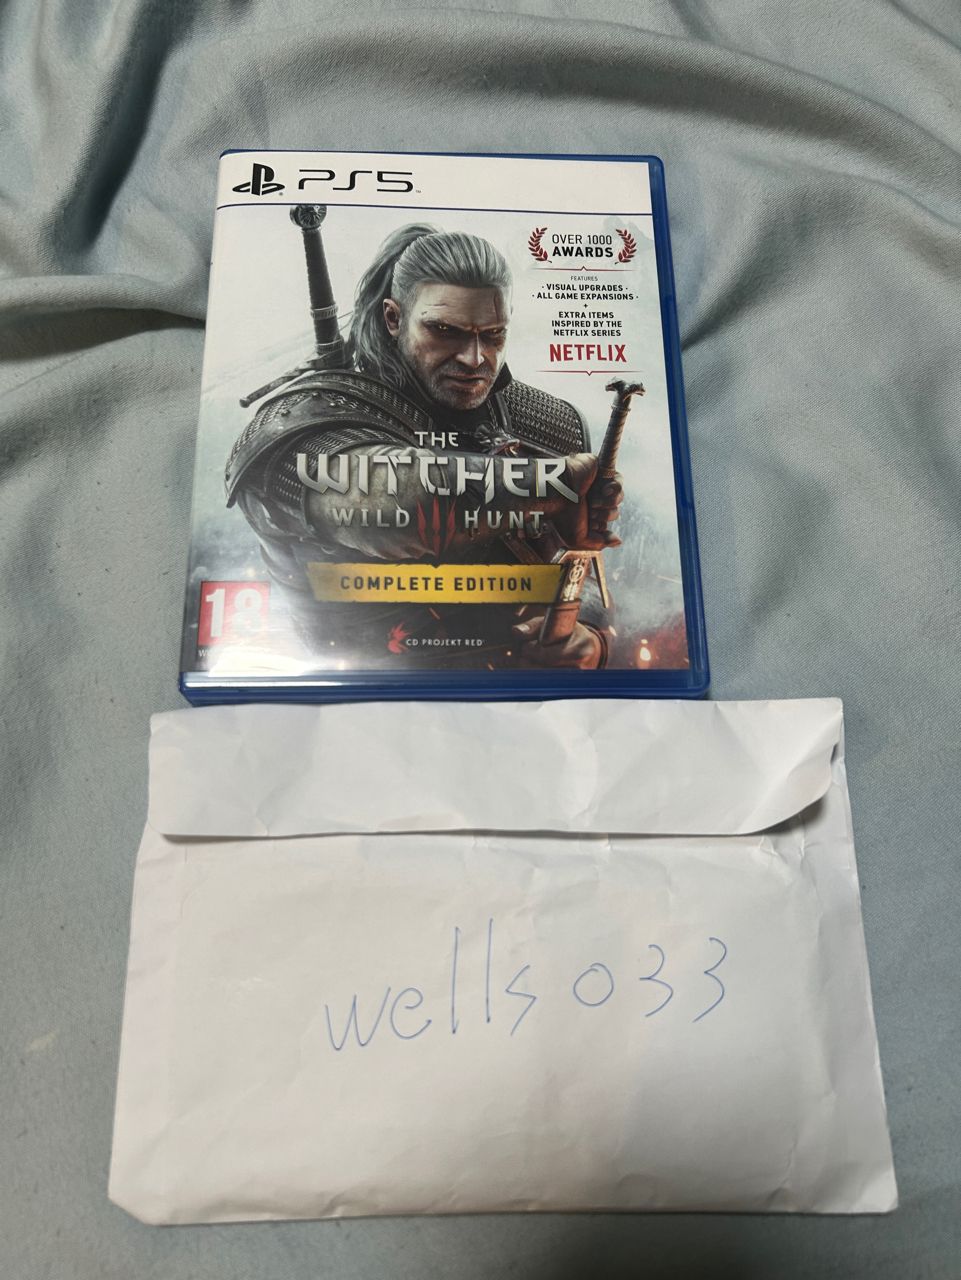 PS5
OVER 1000
AWARDS
FEATURES
· VISUAL UPGRADES ·
· ALL GAME EXPANSIONS ·
+
EXTRA ITEMS
INSPIRED BY THE
NETFLIX SERIES
NETFLIX
THE
WITCHER
WILD III HUNT
COMPLETE EDITION
18
CD PROJEKT RED
wells033